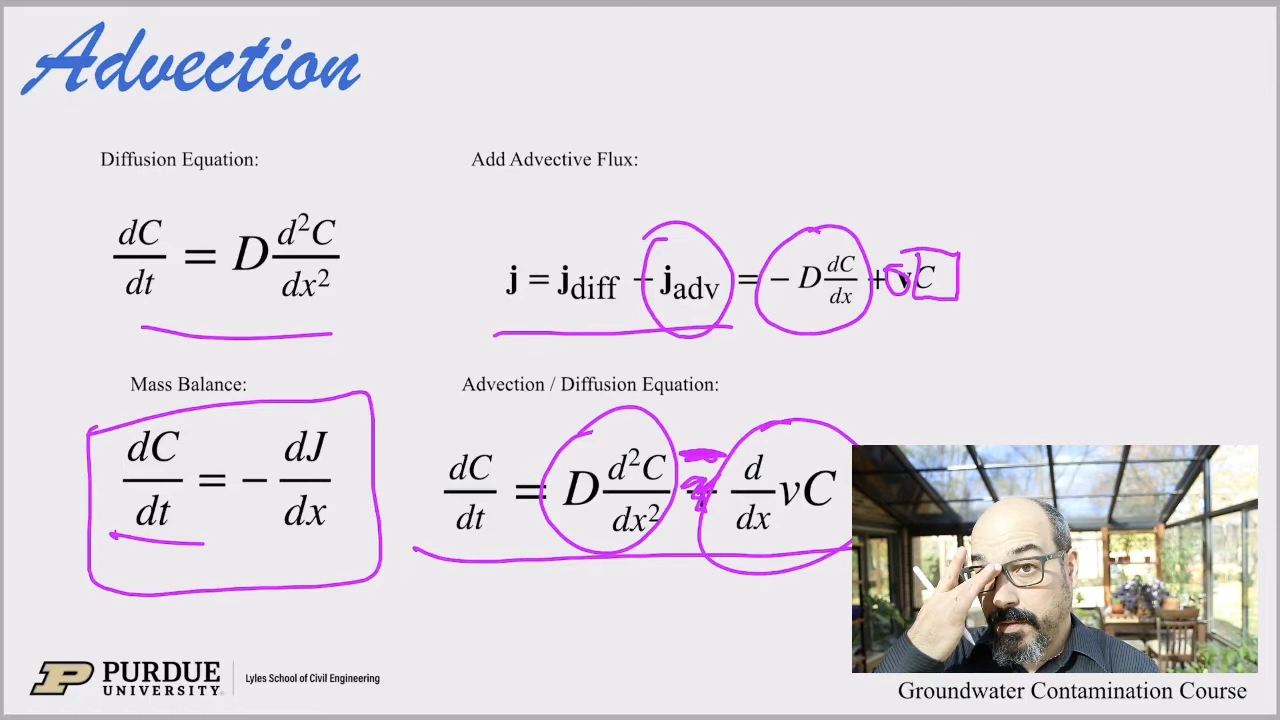 Advection
Diffusion Equation:
dC/dt = D d²C/dx²
Add Advective Flux:
j = j_diff − j_adv = − D dC/dx + vC
Mass Balance:
dC/dt = − dJ/dx
Advection / Diffusion Equation:
dC/dt = D d²C/dx² − d/dx vC
PURDUE
UNIVERSITY
Lyles School of Civil Engineering
Groundwater Contamination Course